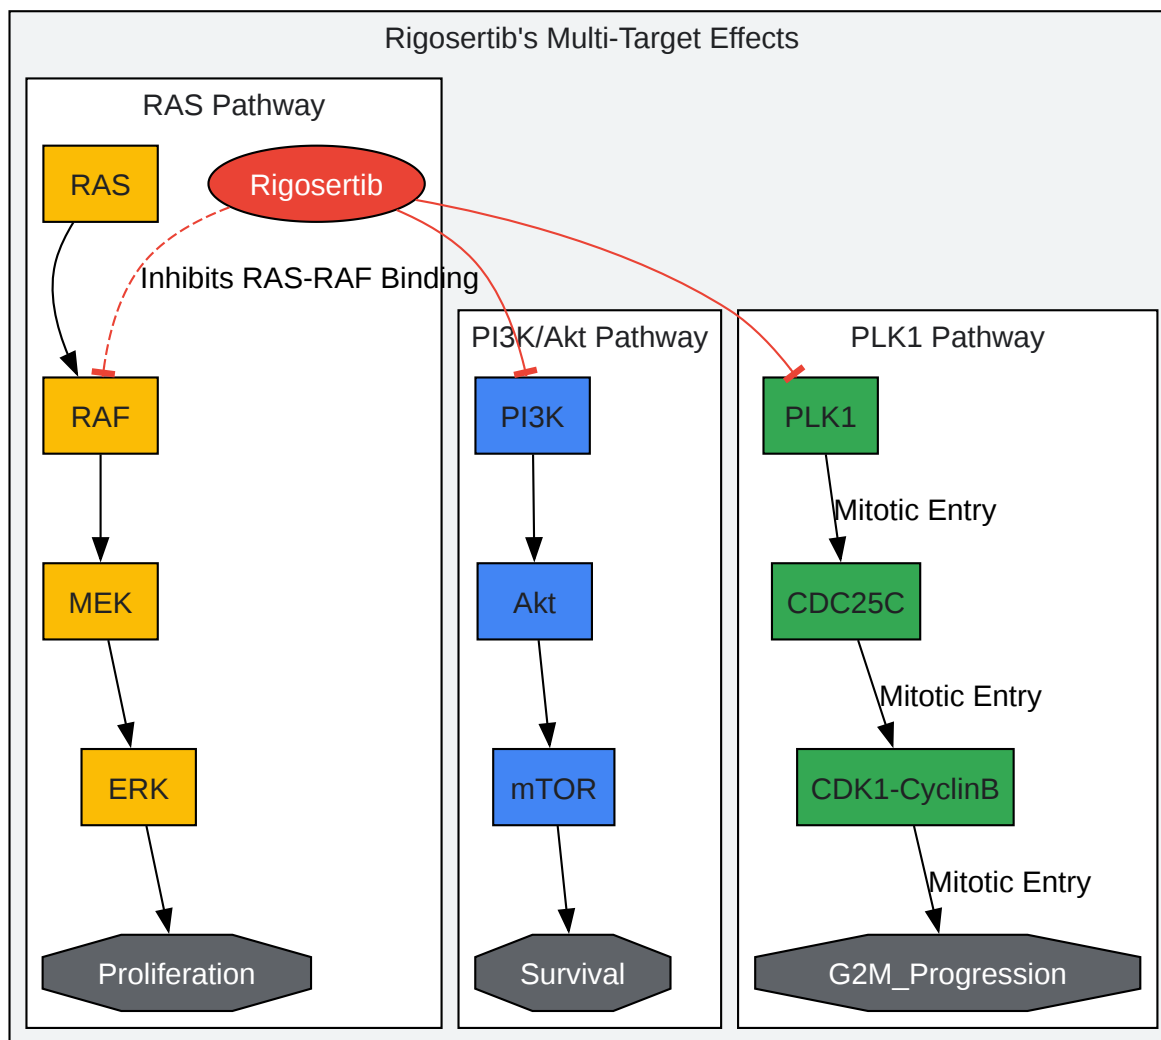 Rigosertib's Multi-Target Effects
RAS Pathway
RAS
Rigosertib
Inhibits RAS-RAF Binding
PI3K/Akt Pathway
PLK1 Pathway
RAF
PI3K
PLK1
Mitotic Entry
MEK
Akt
CDC25C
Mitotic Entry
ERK
mTOR
CDK1-CyclinB
Mitotic Entry
Proliferation
Survival
G2M_Progression